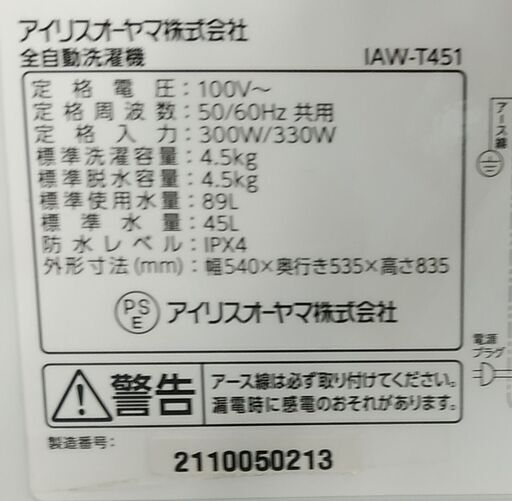 アイリスオーヤマ株式会社
全自動洗濯機 IAW-T451
定格電圧:100V～
定格周波数:50/60Hz 共用
定格入力:300W/330W
標準洗濯容量:4.5kg
標準脱水容量:4.5kg
標準使用水量:89L
標準水量:45L
防水レベル:IPX4
外形寸法(mm):幅540×奥行き535×高さ835
PS
E
アイリスオーヤマ株式会社
警告
アース線は必ず取り付けてください。
漏電時に感電のおそれがあります。
製造番号:
2110050213
アース線
電源
プラグ